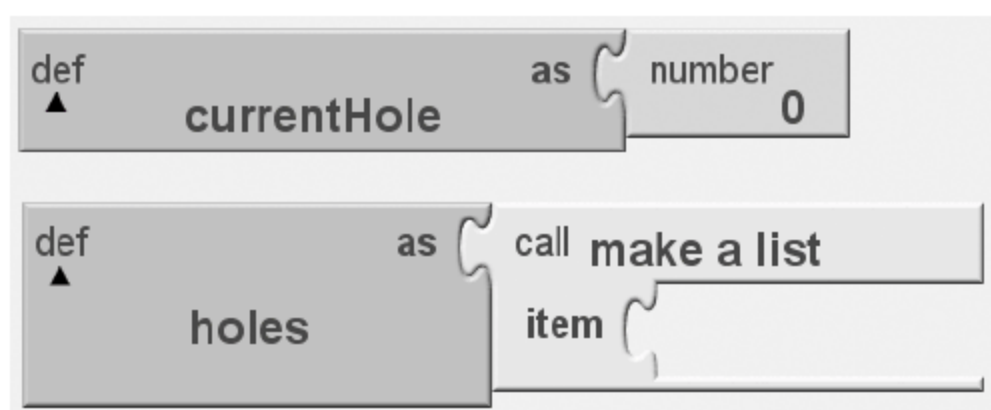 def as number
currentHole 0
def as call make a list
holes item